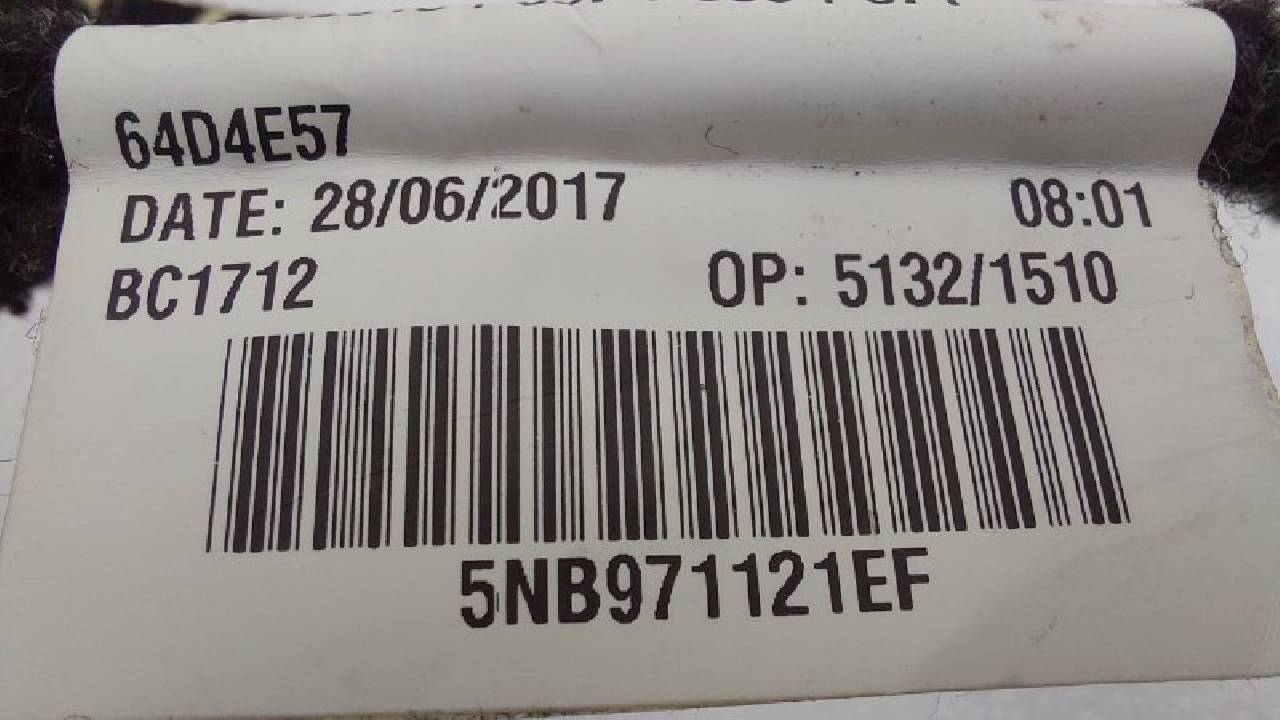 64D4E57
DATE: 28/06/2017 08:01
BC1712 OP: 5132/1510
5NB971121EF